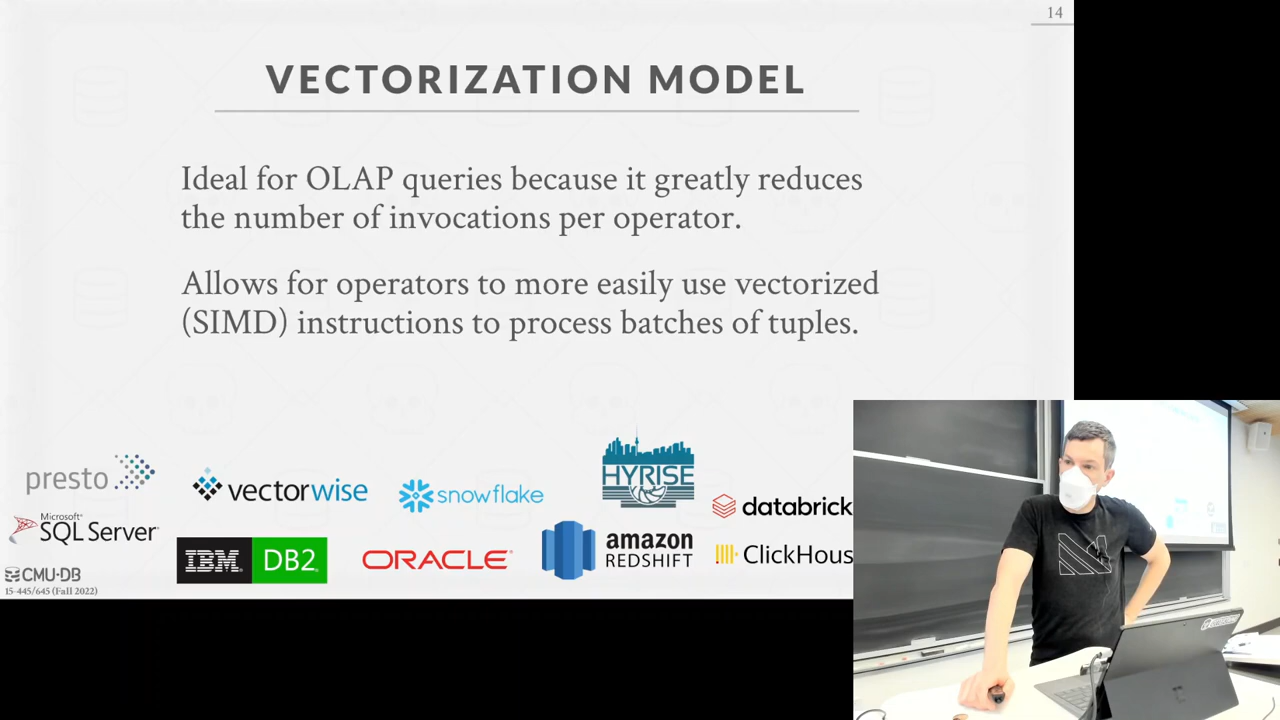 14
VECTORIZATION MODEL
Ideal for OLAP queries because it greatly reduces
the number of invocations per operator.
Allows for operators to more easily use vectorized
(SIMD) instructions to process batches of tuples.
presto
vectorwise
snowflake
HYRISE
databrick
Microsoft®
SQL Server®
IBM® DB2®
ORACLE®
amazon
REDSHIFT
ClickHous
CMU·DB
15-445/645 (Fall 2022)